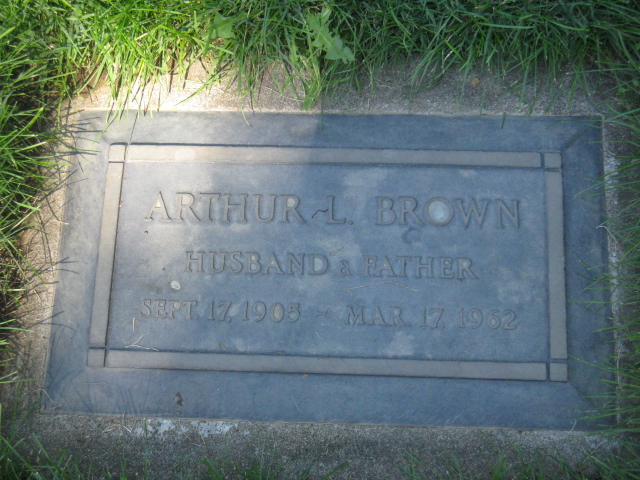 ARTHUR L. BROWN
HUSBAND & FATHER
SEPT. 17, 1905 ~ MAR. 17, 1962